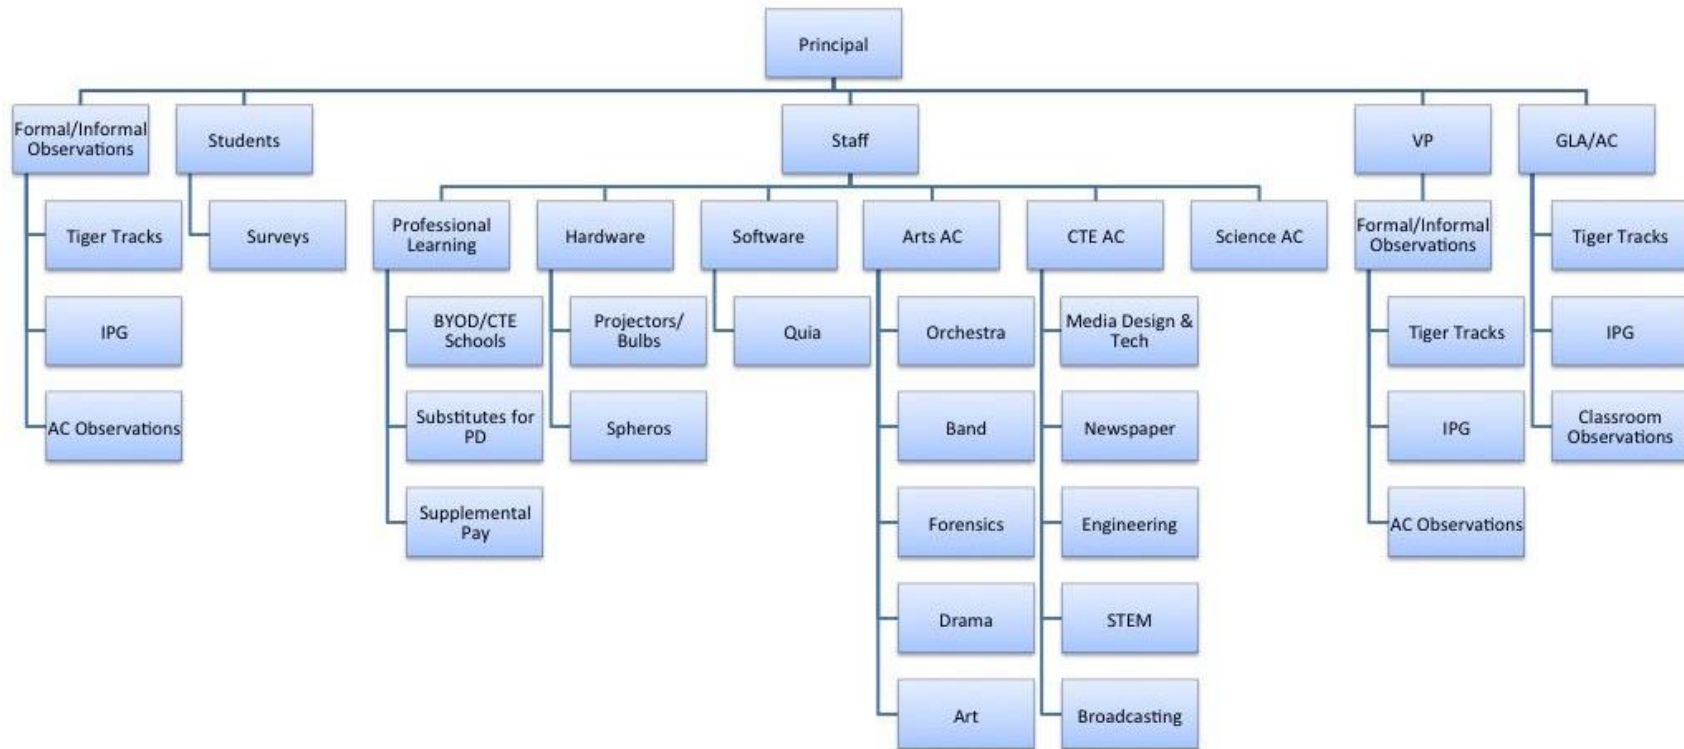 Principal
Formal/Informal
Observations
Students
Staff
VP
GLA/AC
Tiger Tracks
Surveys
Professional
Learning
Hardware
Software
Arts AC
CTE AC
Science AC
Formal/Informal
Observations
Tiger Tracks
IPG
BYOD/CTE
Schools
Projectors/
Bulbs
Quia
Orchestra
Media Design &
Tech
Tiger Tracks
IPG
AC Observations
Substitutes for
PD
Spheros
Band
Newspaper
IPG
Classroom
Observations
Supplemental
Pay
Forensics
Engineering
AC Observations
Drama
STEM
Art
Broadcasting